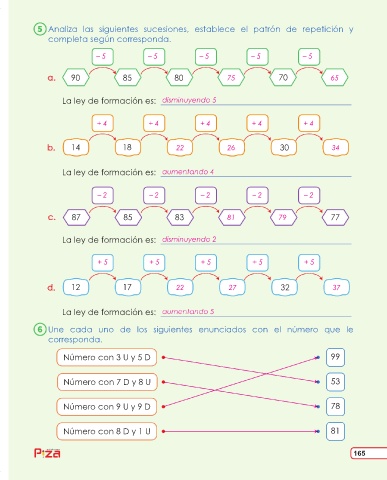 5 Analiza las siguientes sucesiones, establece el patrón de repetición y
completa según corresponda.
- 5 - 5 - 5 - 5 - 5
a. 90 85 80 75 70 65
La ley de formación es: disminuyendo 5
+ 4 + 4 + 4 + 4 + 4
b. 14 18 22 26 30 34
La ley de formación es: aumentando 4
- 2 - 2 - 2 - 2 - 2
c. 87 85 83 81 79 77
La ley de formación es: disminuyendo 2
+ 5 + 5 + 5 + 5 + 5
d. 12 17 22 27 32 37
La ley de formación es: aumentando 5
6 Une cada uno de los siguientes enunciados con el número que le
corresponda.
Número con 3 U y 5 D 99
Número con 7 D y 8 U 53
Número con 9 U y 9 D 78
Número con 8 D y 1 U 81
Piza 165